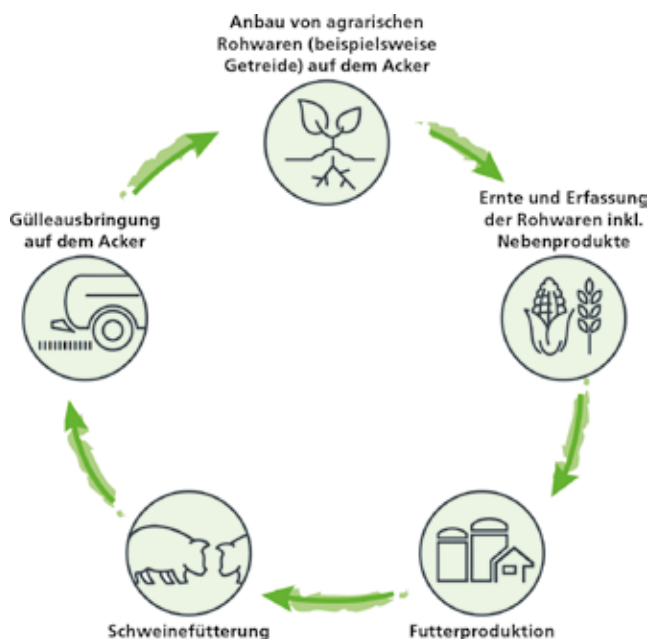 Anbau von agrarischen
Rohwaren (beispielsweise
Getreide) auf dem Acker
Ernte und Erfassung
der Rohwaren inkl.
Nebenprodukte
Futterproduktion
Schweinefütterung
Gülleausbringung
auf dem Acker